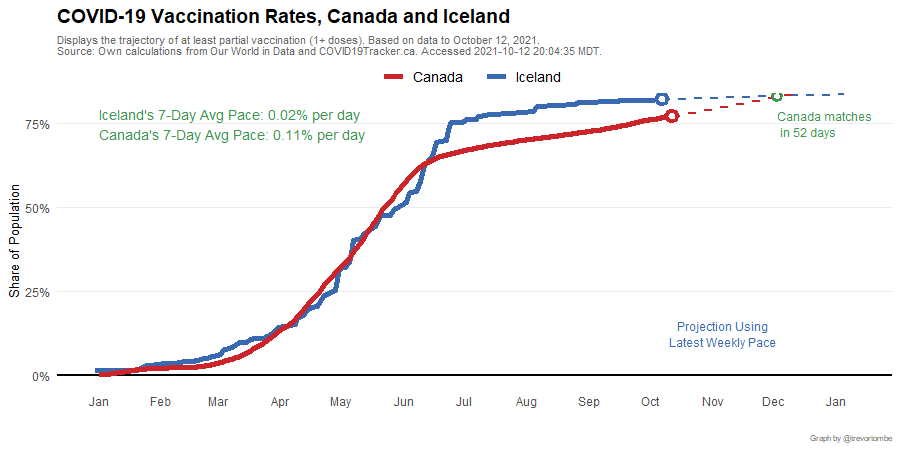 COVID-19 Vaccination Rates, Canada and Iceland
Displays the trajectory of at least partial vaccination (1+ doses). Based on data to October 12, 2021.
Source: Own calculations from Our World in Data and COVID19Tracker.ca. Accessed 2021-10-12 20:04:35 MDT.
Canada Iceland
Iceland's 7-Day Avg Pace: 0.02% per day
Canada's 7-Day Avg Pace: 0.11% per day
Canada matches
in 52 days
75%
50%
25%
0%
Share of Population
Projection Using
Latest Weekly Pace
Jan Feb Mar Apr May Jun Jul Aug Sep Oct Nov Dec Jan
Graph by @trevortombe